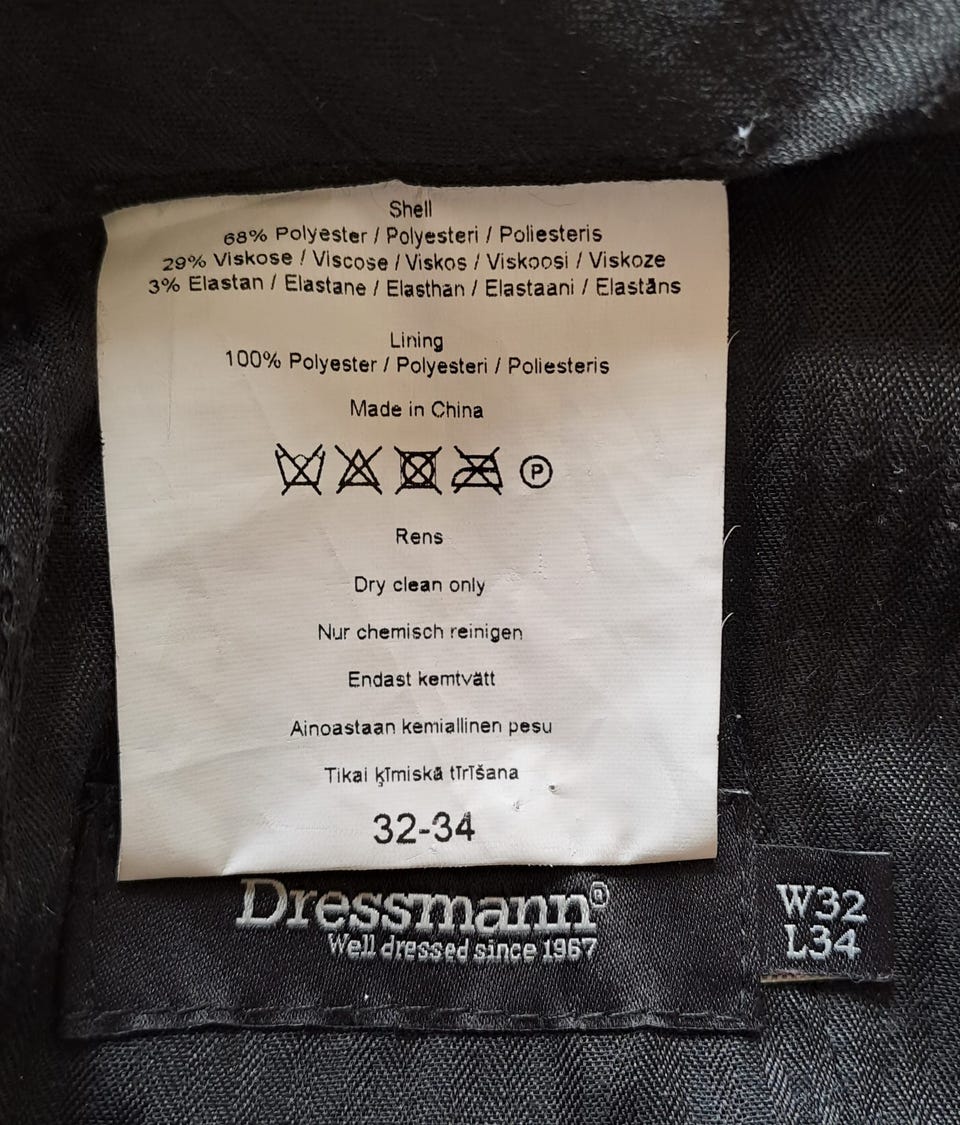 Shell
68% Polyester / Polyesteri / Poliesteris
29% Viskose / Viscose / Viskos / Viskoosi / Viskoze
3% Elastan / Elastane / Elasthan / Elastaani / Elastāns
Lining
100% Polyester / Polyesteri / Poliesteris
Made in China
P
Rens
Dry clean only
Nur chemisch reinigen
Endast kemtvätt
Ainoastaan kemiallinen pesu
Tikai ķīmiskā tīrīšana
32-34
Dressmann®
Well dressed since 1967
W32
L34